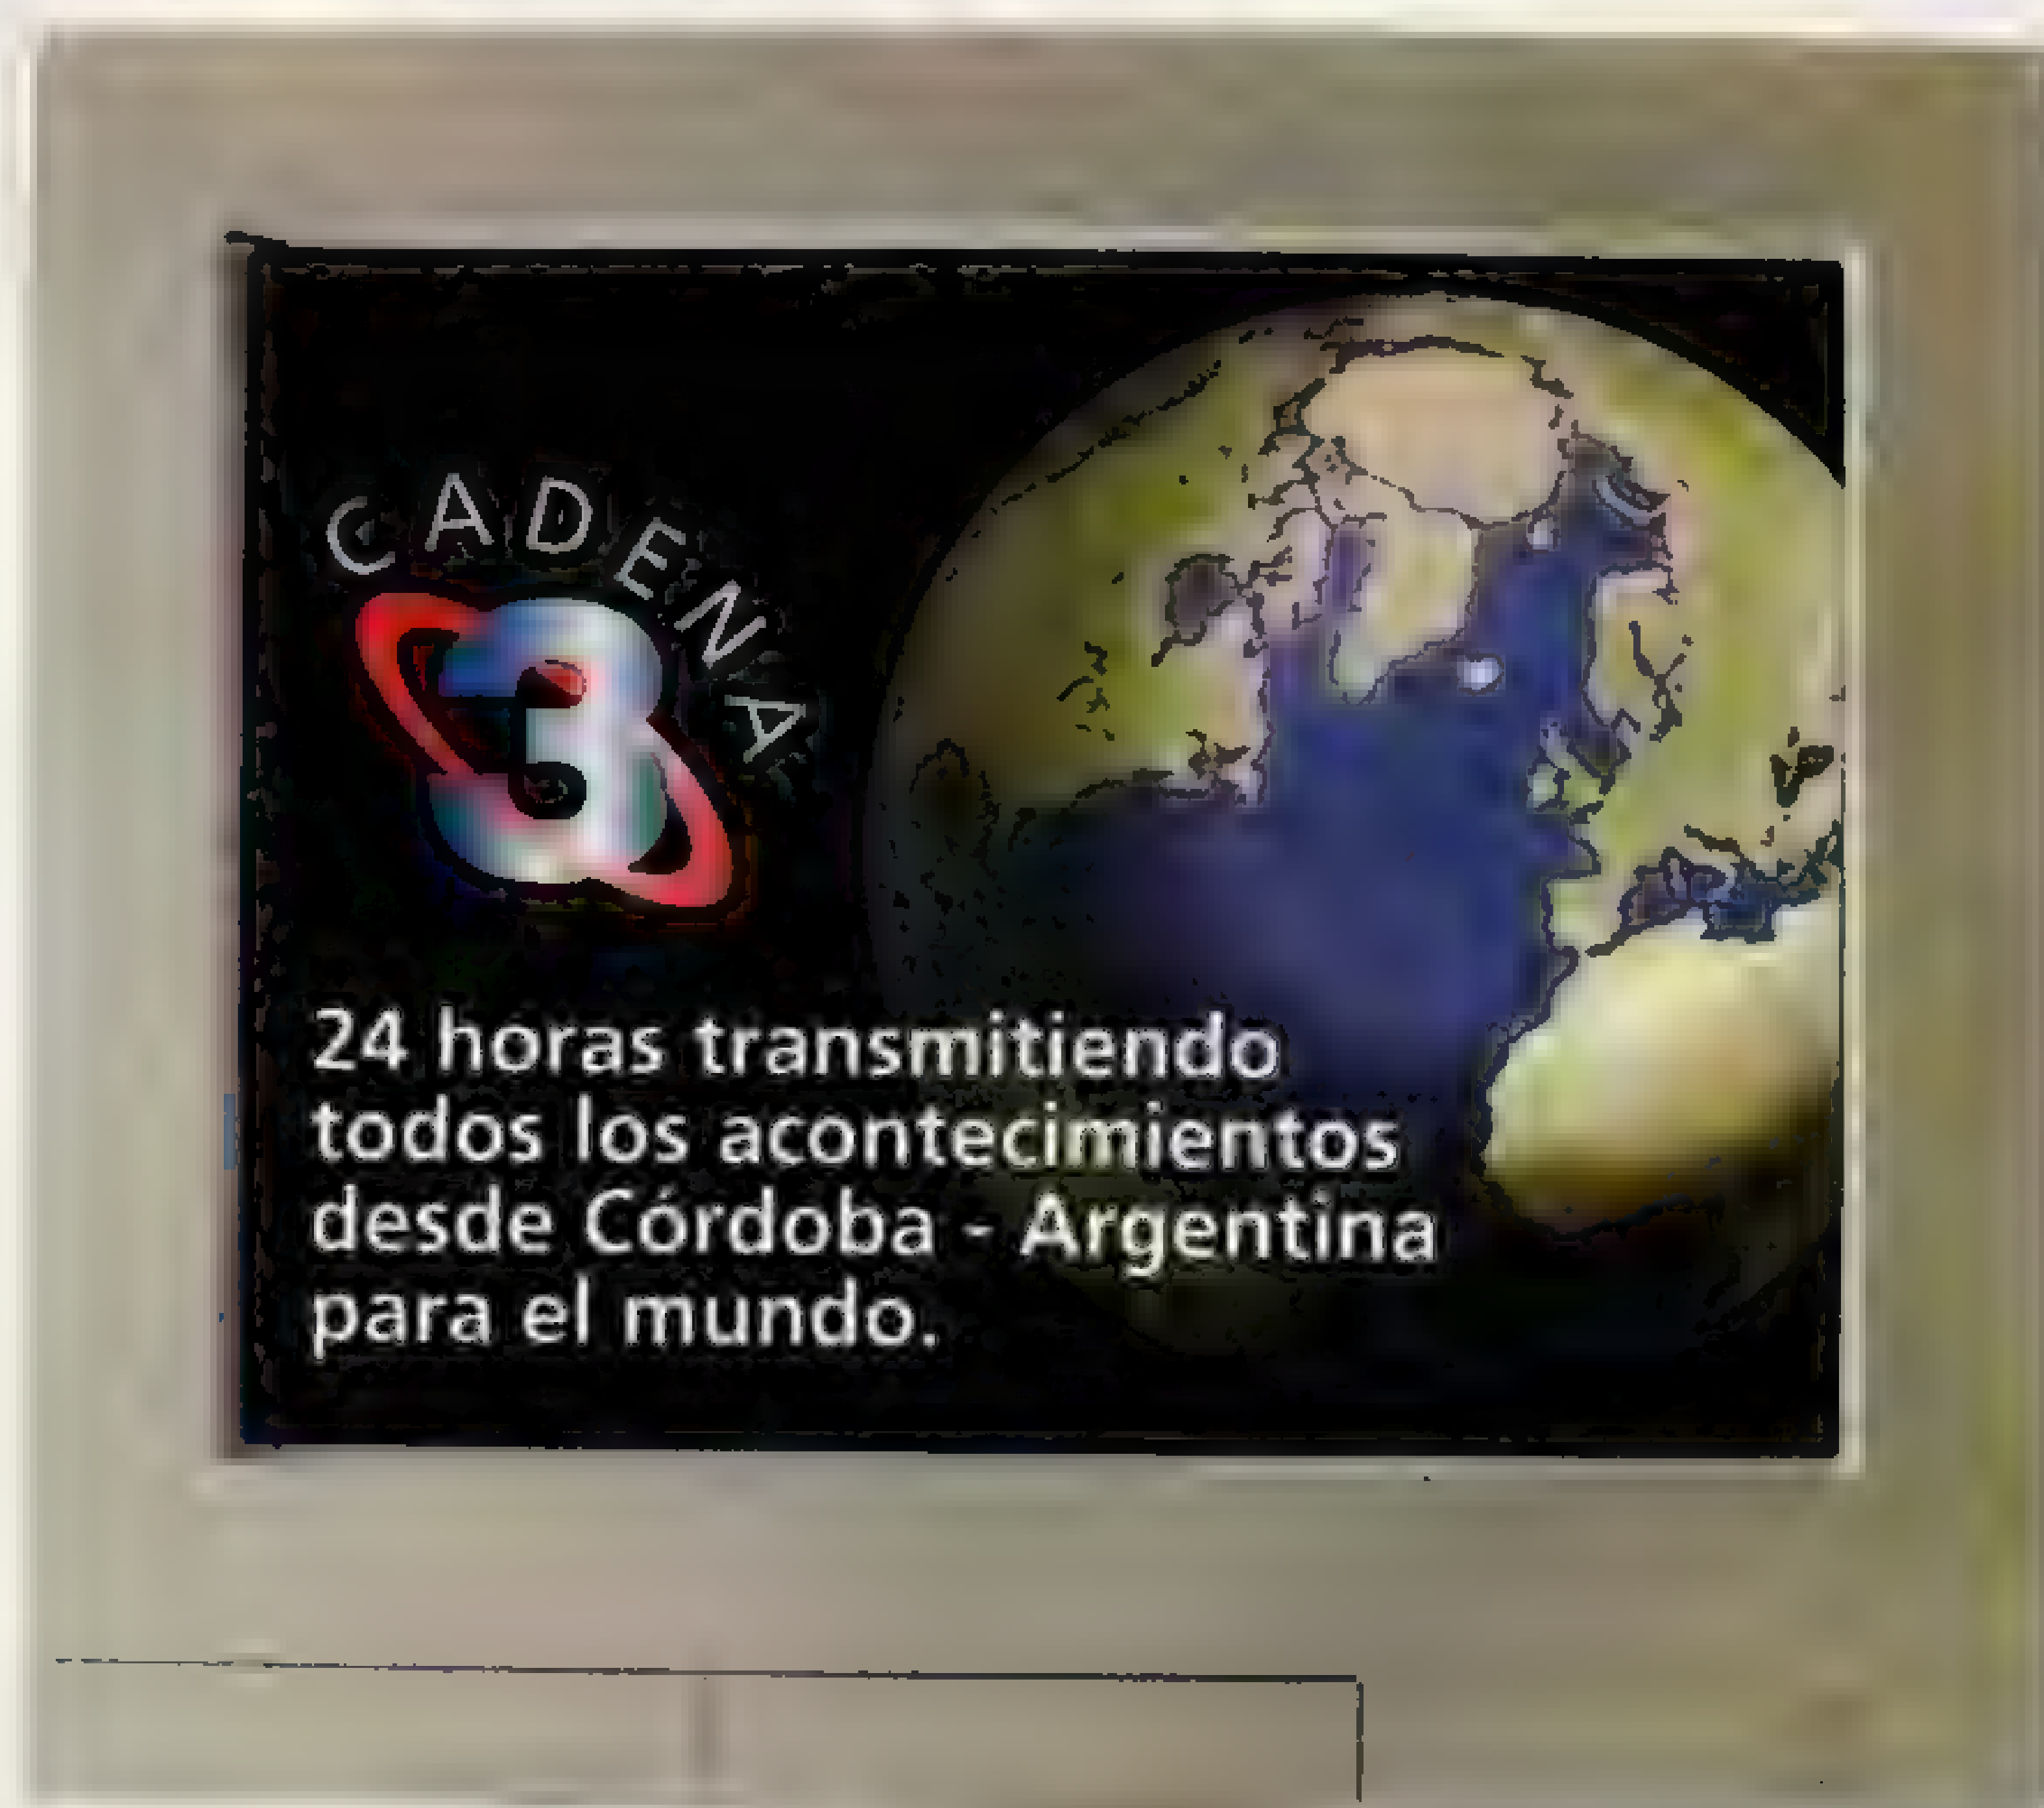 CADENA
3
24 horas transmitiendo
todos los acontecimientos
desde Córdoba - Argentina
para el mundo.